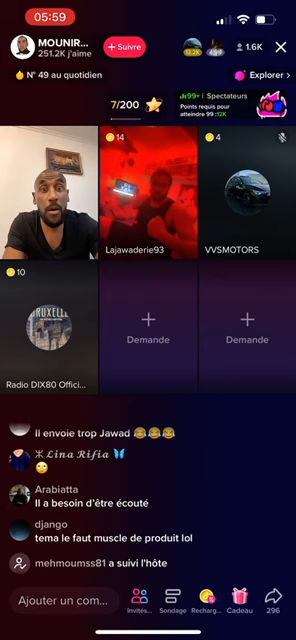 05:59
MOUNIR...
251.2K j'aime
+ Suivre
1.6K
N° 49 au quotidien
Explorer >
7/200
99+ | Spectateurs
Points requis pour
atteindre 99 :12K
14
4
Lajawaderie93
VVSMOTORS
10
BRUXELLE
Radio DIX80 Offici...
Demande
Demande
Il envoie trop Jawad 😂😂😂
ⵣ 𝓛𝓲𝓷𝓪 𝓡𝓲𝓯𝓲𝓪 🦋
🙄
Arabiatta
Il a besoin d'être écouté
django
tema le faut muscle de produit lol
mehmoumss81 a suivi l'hôte
Ajouter un com...
Invités...
Sondage
Recharg...
Cadeau
296